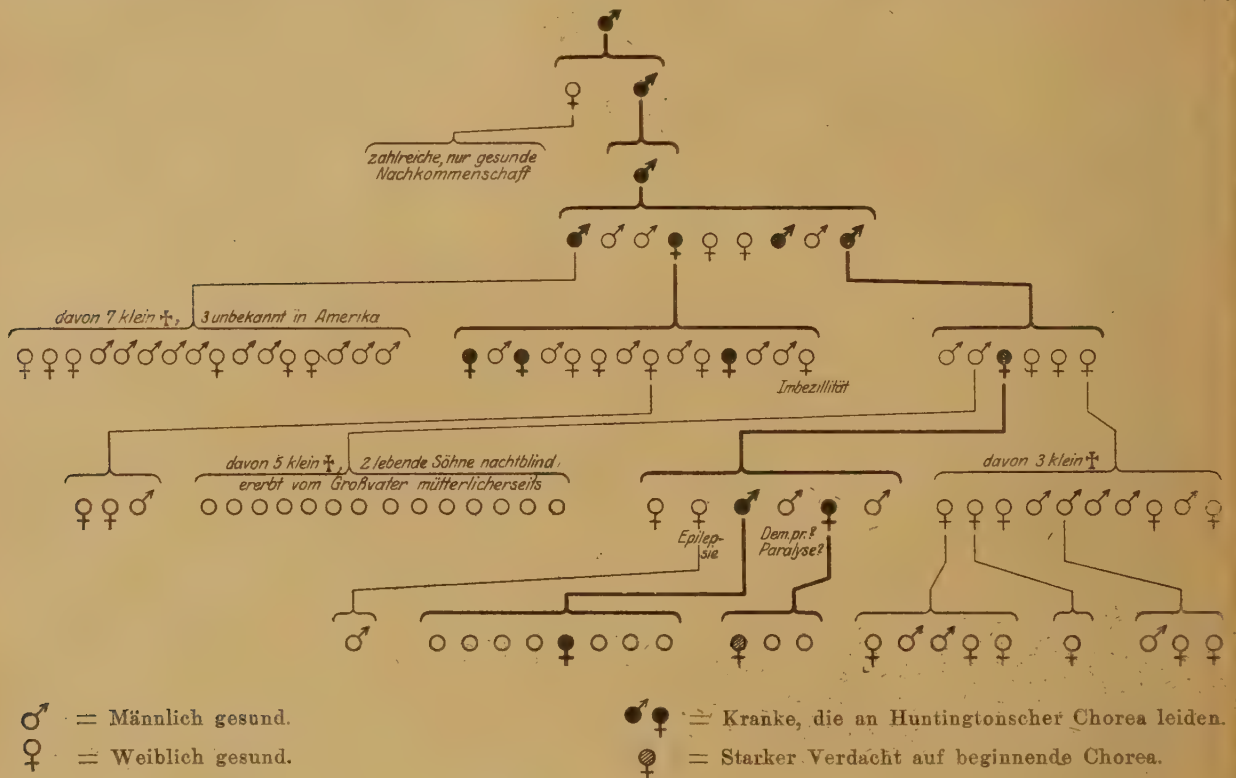 zahlreiche, nur gesunde
Nachkommenschaft
davon 7 klein ✝, 3 unbekannt in Amerika
Imbezillität
davon 5 klein ✝, 2 lebende Söhne nachtblind,
ererbt vom Großvater mütterlicherseits
davon 3 klein ✝
Epilep-
sie
Dem. pr.?
Paralyse?
♂ = Männlich gesund.
♀ = Weiblich gesund.
= Kranke, die an Huntingtonscher Chorea leiden.
= Starker Verdacht auf beginnende Chorea.